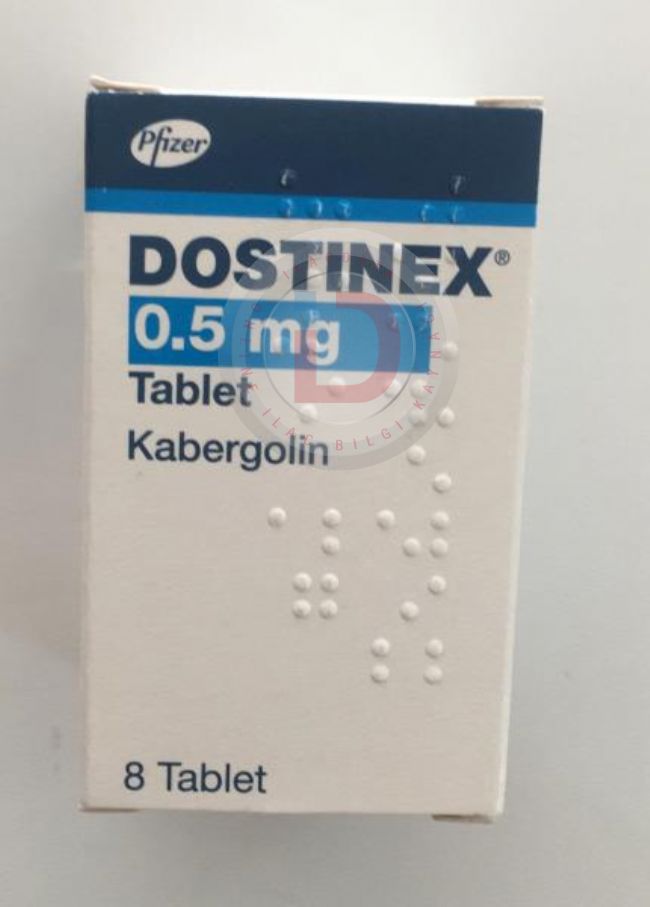 Pfizer
DOSTINEX®
0.5 mg
Tablet
Kabergolin
8 Tablet